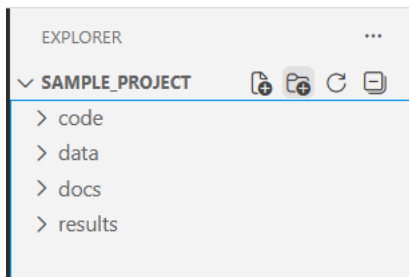 EXPLORER
SAMPLE_PROJECT
code
data
docs
results